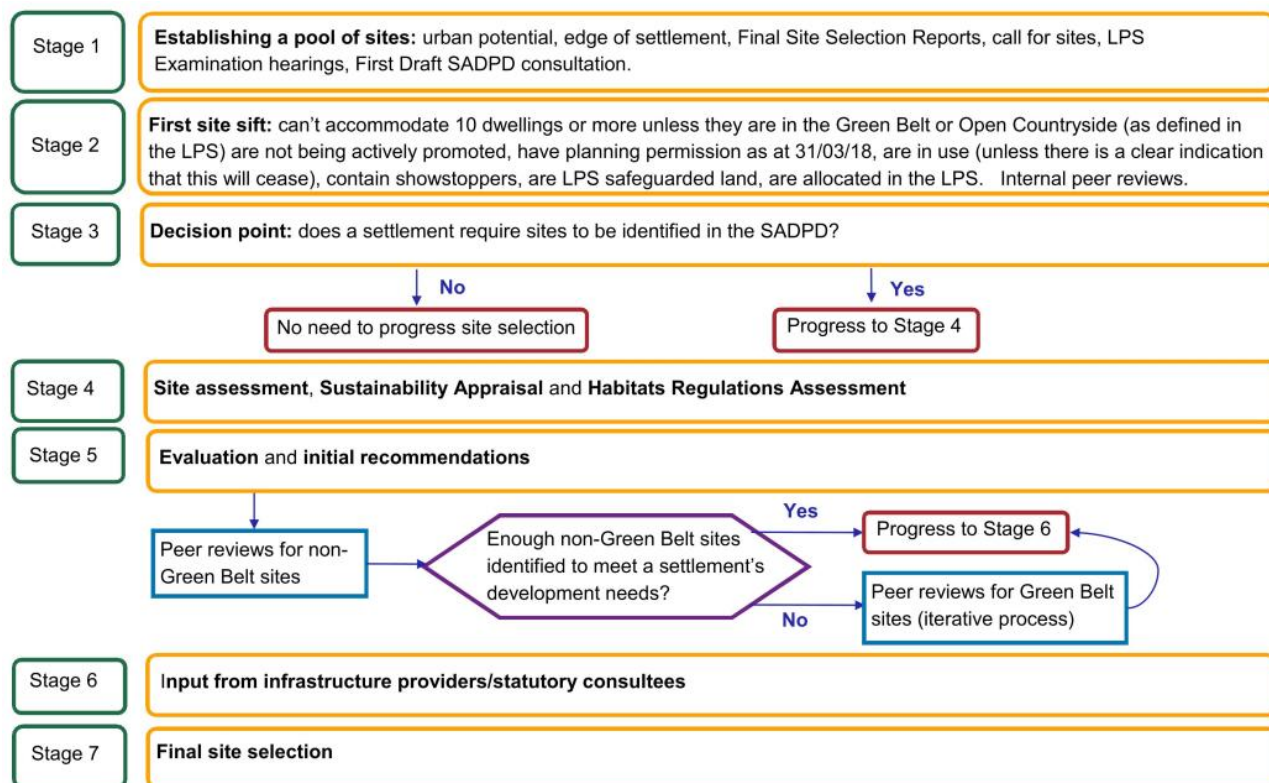 Stage 1
Establishing a pool of sites: urban potential, edge of settlement, Final Site Selection Reports, call for sites, LPS
Examination hearings, First Draft SADPD consultation.
Stage 2
First site sift: can't accommodate 10 dwellings or more unless they are in the Green Belt or Open Countryside (as defined in
the LPS) are not being actively promoted, have planning permission as at 31/03/18, are in use (unless there is a clear indication
that this will cease), contain showstoppers, are LPS safeguarded land, are allocated in the LPS. Internal peer reviews.
Stage 3
Decision point: does a settlement require sites to be identified in the SADPD?
No
Yes
No need to progress site selection
Progress to Stage 4
Stage 4
Site assessment, Sustainability Appraisal and Habitats Regulations Assessment
Stage 5
Evaluation and initial recommendations
Peer reviews for non-
Green Belt sites
Enough non-Green Belt sites
identified to meet a settlement's
development needs?
Yes
Progress to Stage 6
No
Peer reviews for Green Belt
sites (iterative process)
Stage 6
Input from infrastructure providers/statutory consultees
Stage 7
Final site selection